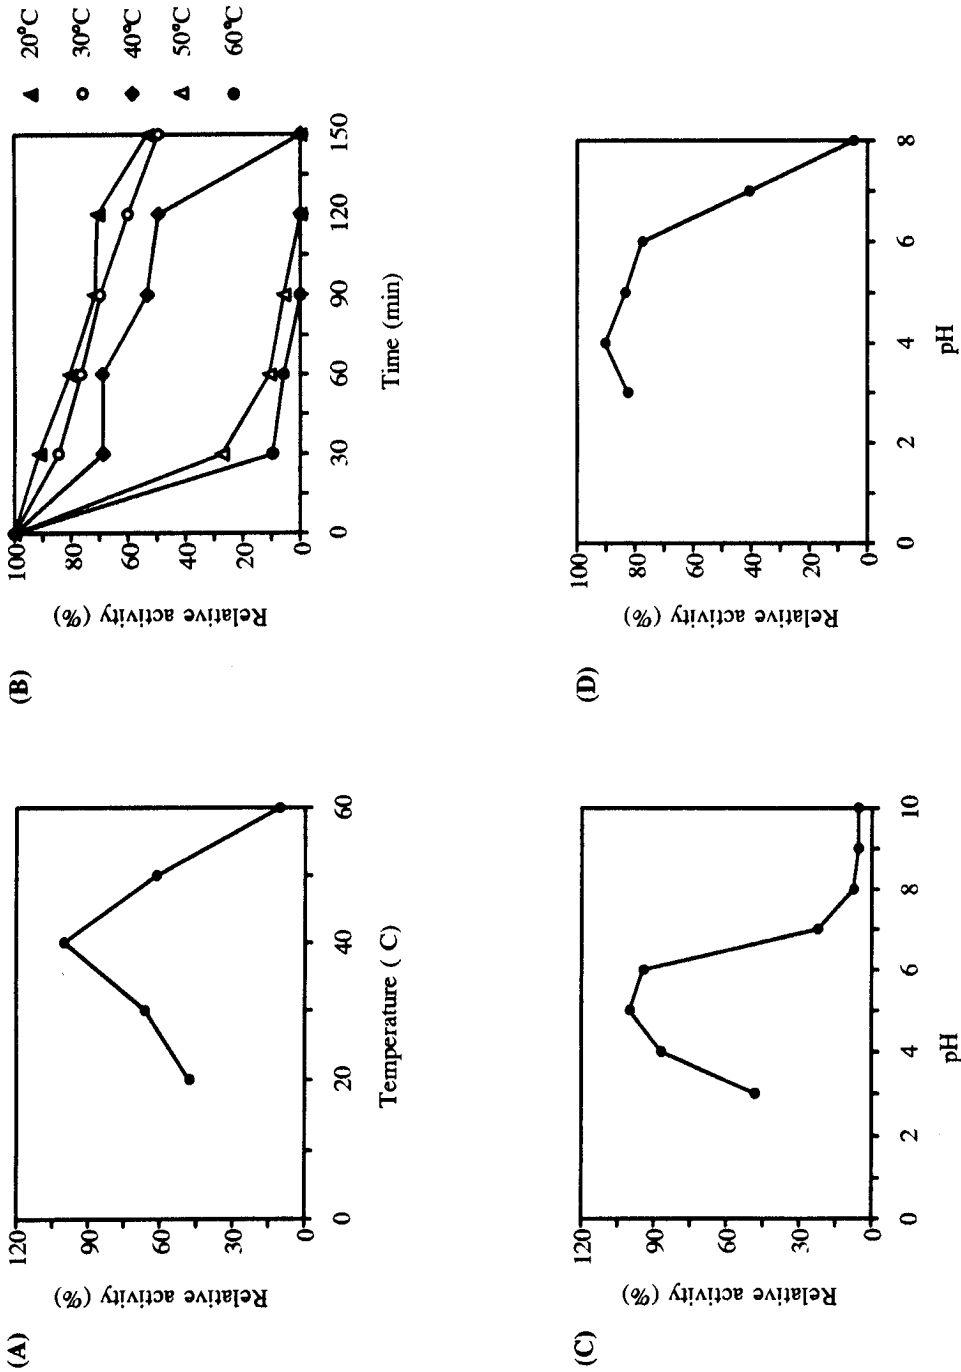 (A)
Relative activity (%)
120
90
60
30
0
0
20
40
60
Temperature ( C)
(B)
Relative activity (%)
100
80
60
40
20
0
0
30
60
90
120
150
Time (min)
20°C
30°C
40°C
50°C
60°C
(C)
Relative activity (%)
120
90
60
30
0
0
2
4
6
8
10
pH
(D)
Relative activity (%)
100
80
60
40
20
0
0
2
4
6
8
pH